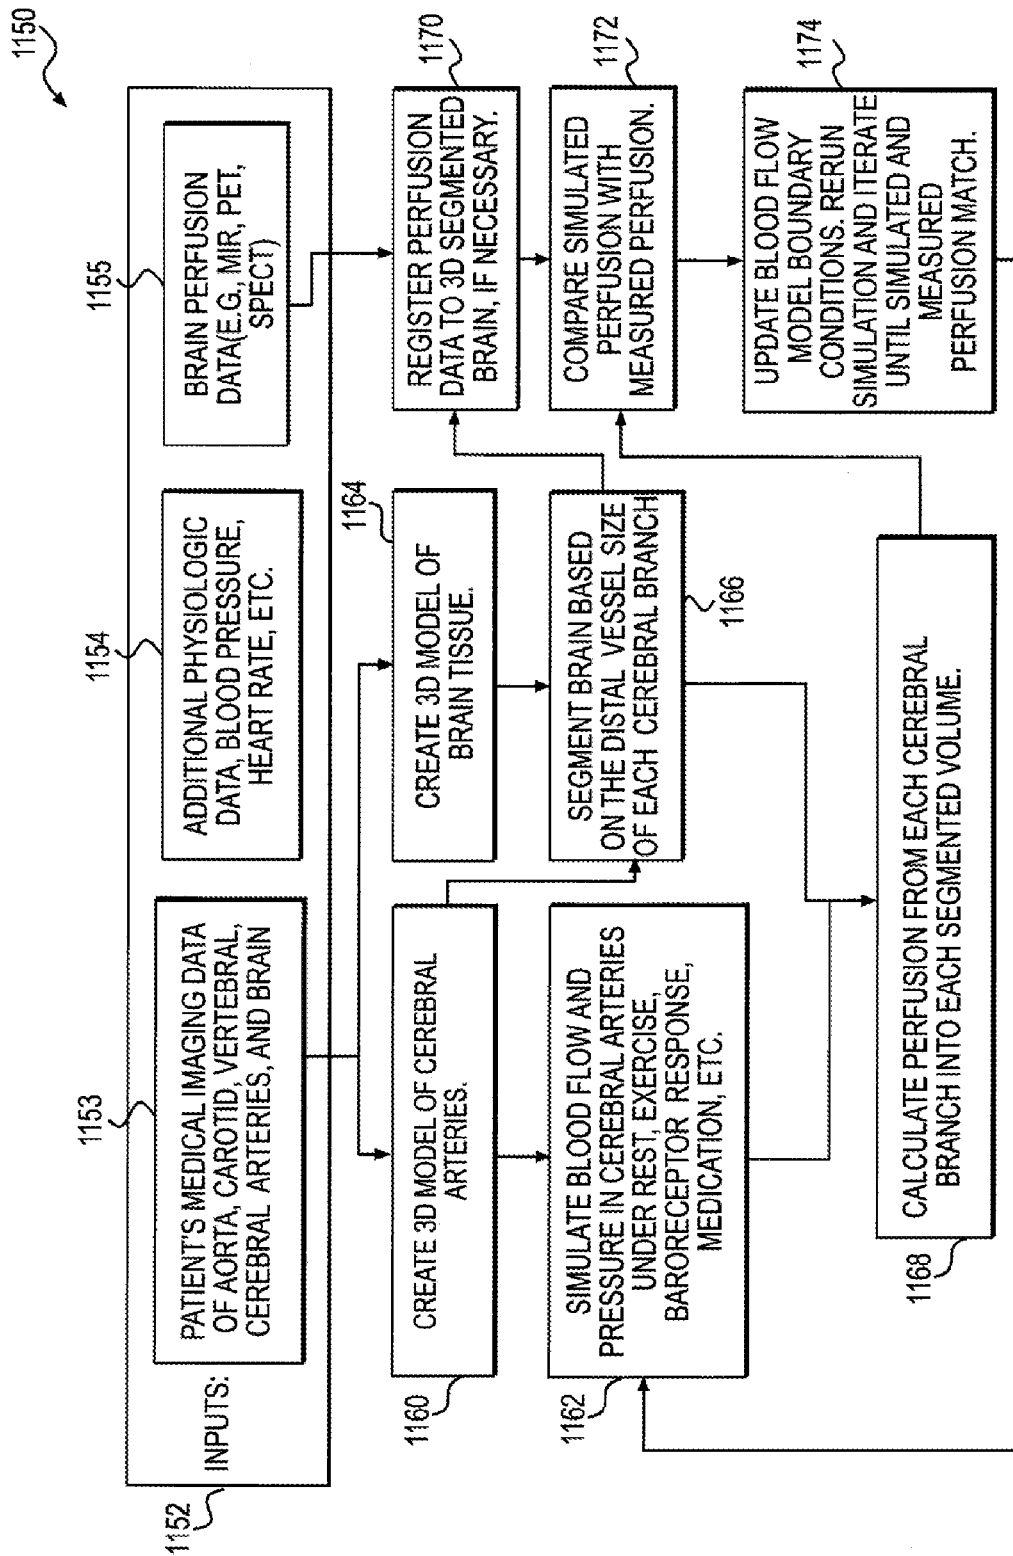 1150
1152
INPUTS:
1153
PATIENT'S MEDICAL IMAGING DATA
OF AORTA, CAROTID, VERTEBRAL,
CEREBRAL ARTERIES, AND BRAIN
1154
ADDITIONAL PHYSIOLOGIC
DATA, BLOOD PRESSURE,
HEART RATE, ETC.
1155
BRAIN PERFUSION
DATA(E.G., MIR, PET,
SPECT)
1160
CREATE 3D MODEL OF CEREBRAL
ARTERIES.
1164
CREATE 3D MODEL OF
BRAIN TISSUE.
1170
REGISTER PERFUSION
DATA TO 3D SEGMENTED
BRAIN, IF NECESSARY.
1162
SIMULATE BLOOD FLOW AND
PRESSURE IN CEREBRAL ARTERIES
UNDER REST, EXERCISE,
BARORECEPTOR RESPONSE,
MEDICATION, ETC.
SEGMENT BRAIN BASED
ON THE DISTAL VESSEL SIZE
OF EACH CEREBRAL BRANCH
1166
1172
COMPARE SIMULATED
PERFUSION WITH
MEASURED PERFUSION.
1168
CALCULATE PERFUSION FROM EACH CEREBRAL
BRANCH INTO EACH SEGMENTED VOLUME.
1174
UPDATE BLOOD FLOW
MODEL BOUNDARY
CONDITIONS. RERUN
SIMULATION AND ITERATE
UNTIL SIMULATED AND
MEASURED
PERFUSION MATCH.